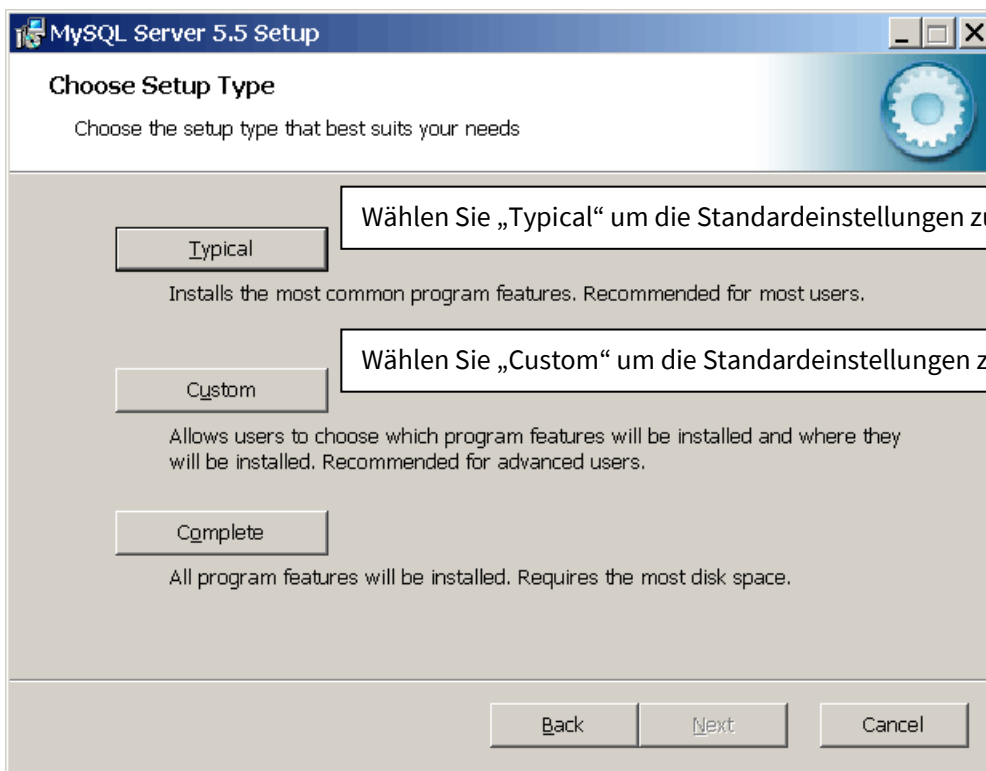 MySQL Server 5.5 Setup
Choose Setup Type
Choose the setup type that best suits your needs
Wählen Sie „Typical“ um die Standardeinstellungen
Typical
Installs the most common program features. Recommended for most users.
Wählen Sie „Custom“ um die Standardeinstellungen
Custom
Allows users to choose which program features will be installed and where they
will be installed. Recommended for advanced users.
Complete
All program features will be installed. Requires the most disk space.
Back Next Cancel